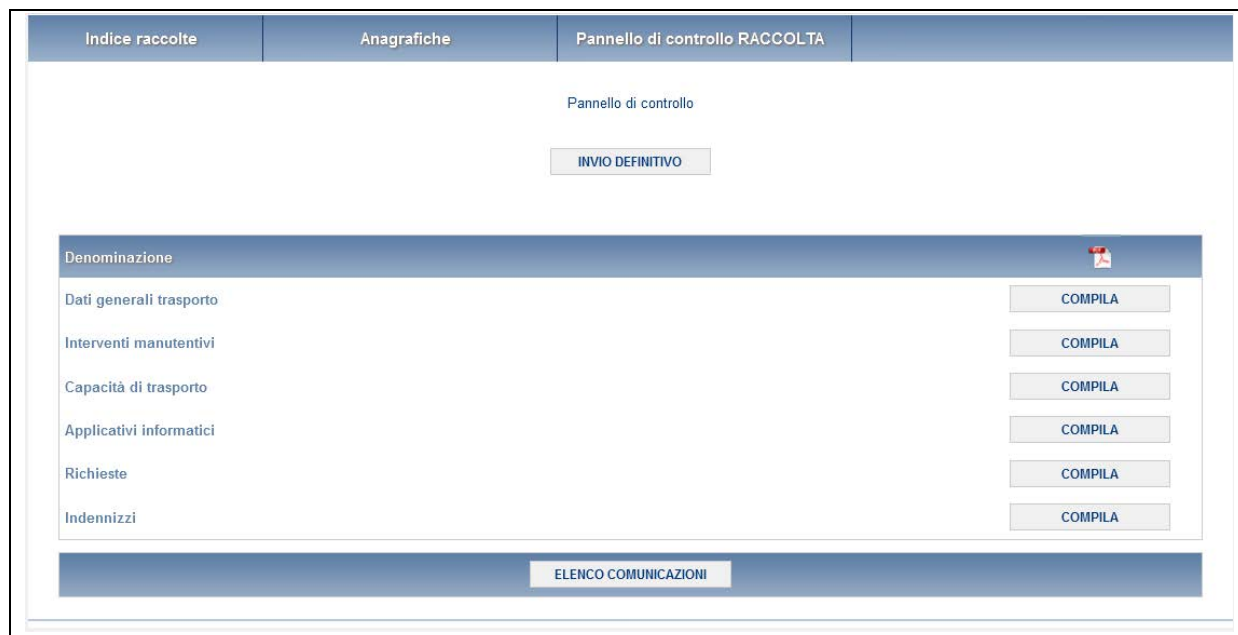 Indice raccolte Anagrafiche Pannello di controllo RACCOLTA
Pannello di controllo
INVIO DEFINITIVO
Denominazione
Dati generali trasporto COMPILA
Interventi manutentivi COMPILA
Capacità di trasporto COMPILA
Applicativi informatici COMPILA
Richieste COMPILA
Indennizzi COMPILA
ELENCO COMUNICAZIONI